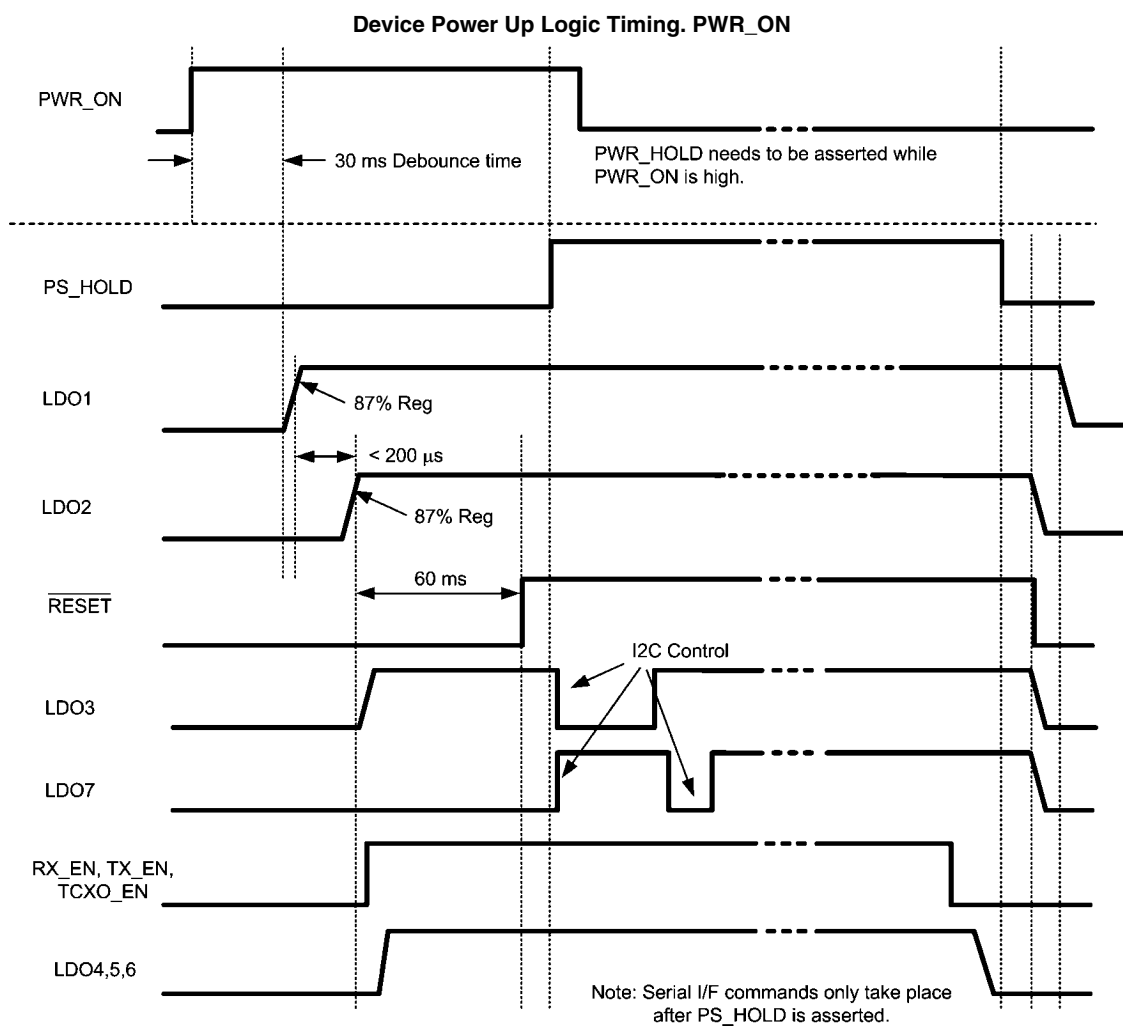 Device Power Up Logic Timing. PWR_ON
PWR_ON
30 ms Debounce time
PWR_HOLD needs to be asserted while
PWR_ON is high.
PS_HOLD
LDO1
87% Reg
< 200 μs
LDO2
87% Reg
60 ms
RESET
I2C Control
LDO3
LDO7
RX_EN, TX_EN,
TCXO_EN
LDO4,5,6
Note: Serial I/F commands only take place
after PS_HOLD is asserted.